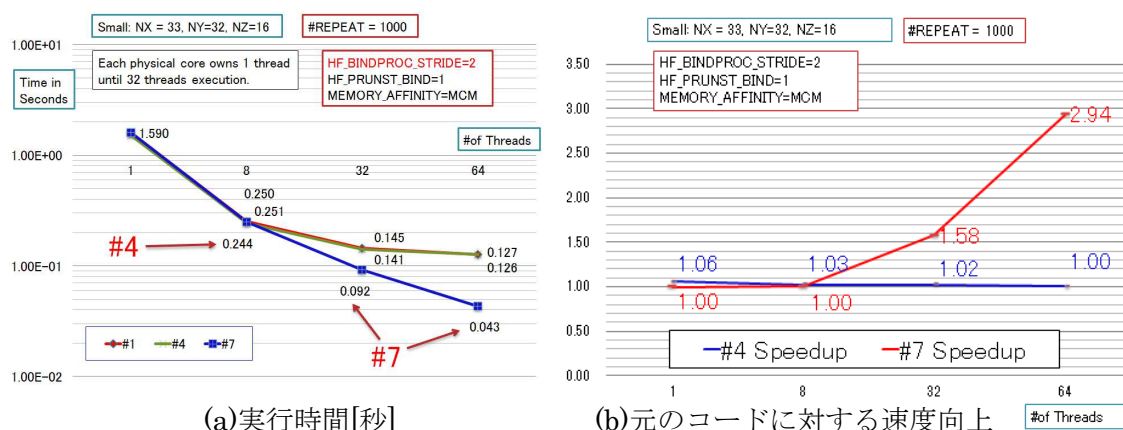 Small: NX = 33, NY=32, NZ=16
#REPEAT = 1000
1.00E+01
Each physical core owns 1 thread
until 32 threads execution.
HF_BINDPROC_STRIDE=2
HF_PRUNST_BIND=1
MEMORY_AFFINITY=MCM
Time in
Seconds
#of Threads
1.590
1.00E+00
1
8
32
64
0.250
0.251
#4
0.244
0.145
0.141
0.127
0.126
1.00E-01
0.092
0.043
#7
#1
#4
#7
1.00E-02
(a)実行時間[秒]
Small: NX = 33, NY=32, NZ=16
#REPEAT = 1000
3.50
HF_BINDPROC_STRIDE=2
HF_PRUNST_BIND=1
MEMORY_AFFINITY=MCM
3.00
2.94
2.50
2.00
1.50
1.58
1.06
1.03
1.02
1.00
1.00
1.00
1.00
0.50
#4 Speedup
#7 Speedup
0.00
1
8
32
64
(b)元のコードに対する速度向上
#of Threads